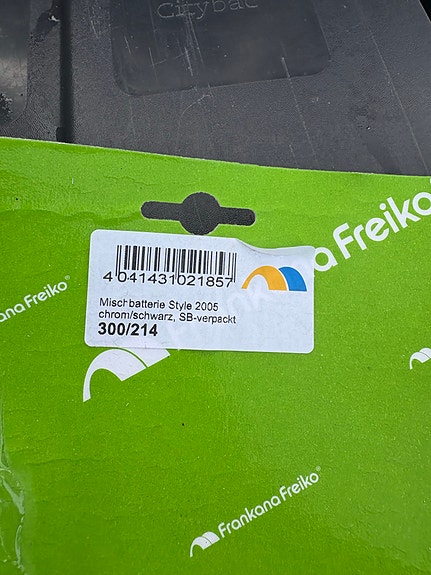 Citybac
Frankana Freiko®
4 041431 021857
Mischbatterie Style 2005
chrom/schwarz, SB-verpackt
300/214
Frankana Freiko
Frankana Freiko®